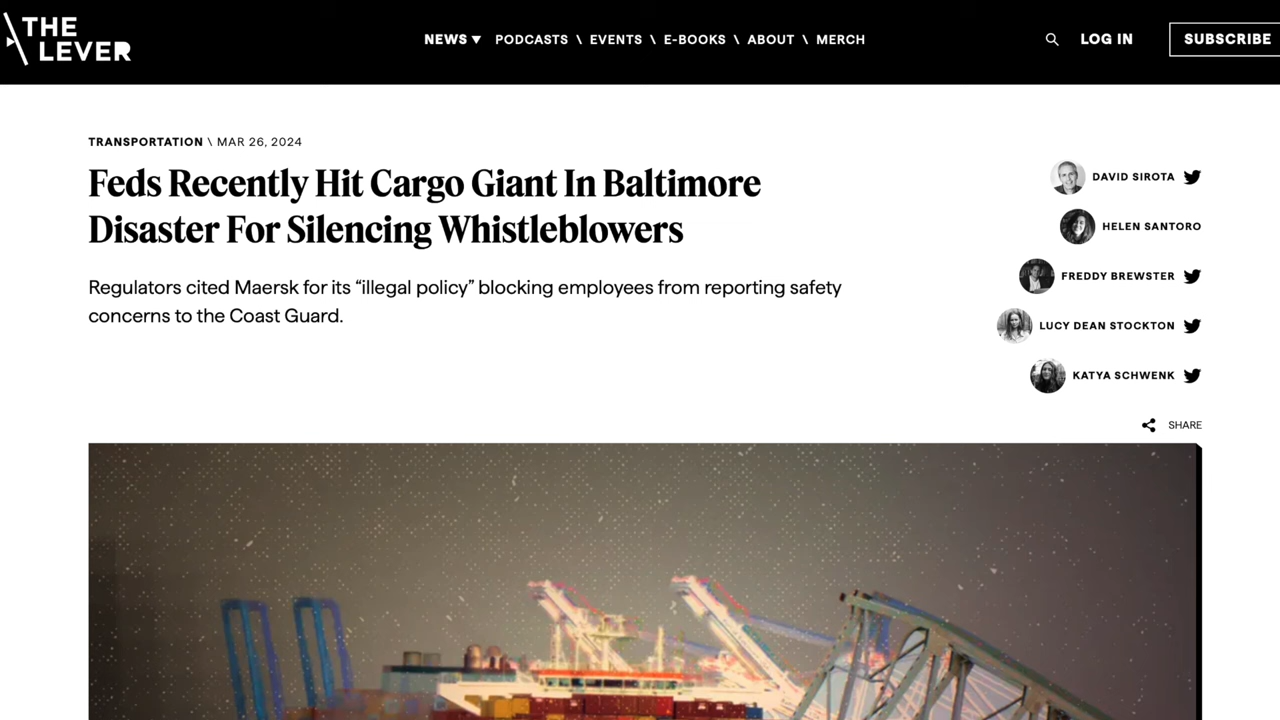 THE
LEVER
NEWS ▼ PODCASTS \ EVENTS \ E-BOOKS \ ABOUT \ MERCH
LOG IN
SUBSCRIBE
TRANSPORTATION \ MAR 26, 2024
Feds Recently Hit Cargo Giant In Baltimore
Disaster For Silencing Whistleblowers
Regulators cited Maersk for its “illegal policy” blocking employees from reporting safety
concerns to the Coast Guard.
DAVID SIROTA
HELEN SANTORO
FREDDY BREWSTER
LUCY DEAN STOCKTON
KATYA SCHWENK
SHARE